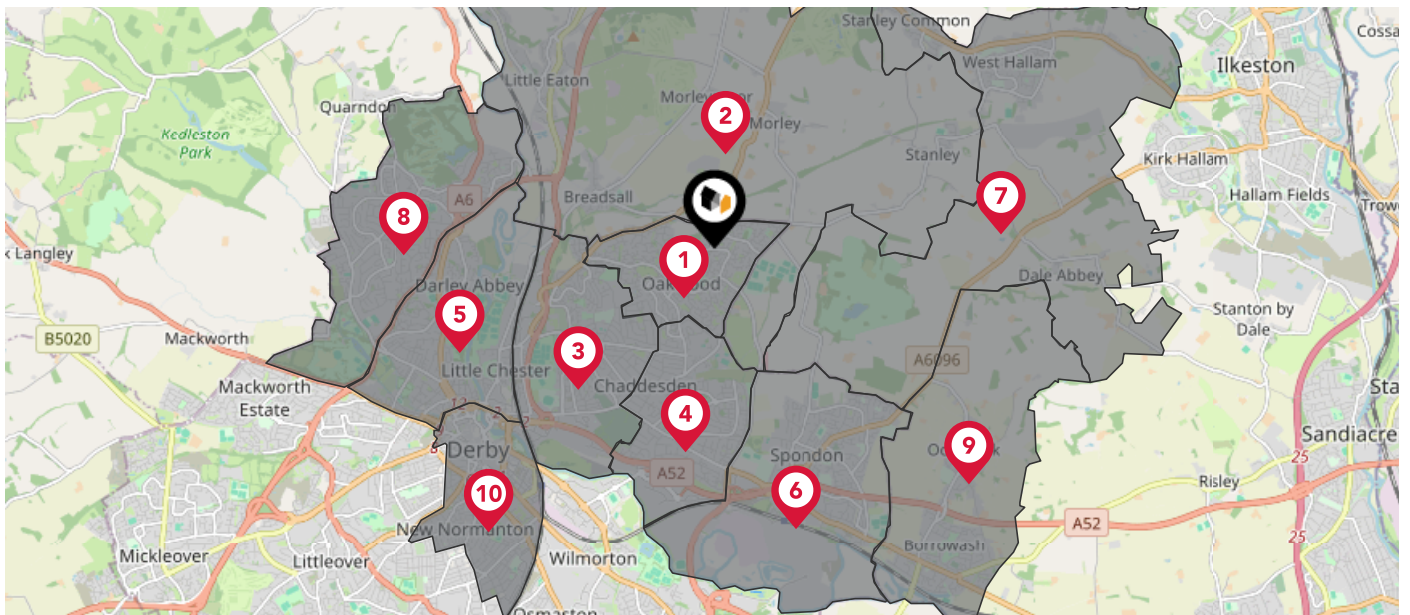 Stanley Common
Cossa
West Hallam
Ilkeston
Little Eaton
Quarndon
Morley
2
Morley
Kedleston
Park
Stanley
Kirk Hallam
A6
Breadsall
7
Hallam Fields
Trow
8
k Langley
1
Darley Abbey
Oakwood
Dale Abbey
5
Stanton by
Dale
B5020
Mackworth
3
Little Chester
A6096
Mackworth
Estate
Chaddesden
Sta
4
Derby
Sandiacre
Spondon
9
25
A52
Risley
10
6
New Normanton
A52
25
Mickleover
Littleover
Wilmorton
Borrowash
Osmaston